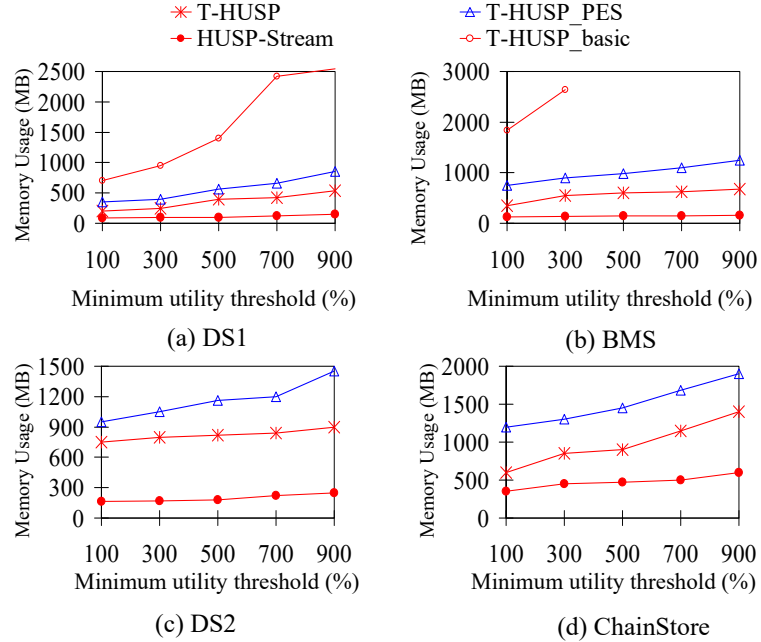 T-HUSP T-HUSP_PES
HUSP-Stream T-HUSP_basic
Memory Usage (MB)
2500
2000
1500
1000
500
0
100 300 500 700 900
Minimum utility threshold (%)
(a) DS1
Memory Usage (MB)
3000
2000
1000
0
100 300 500 700 900
Minimum utility threshold (%)
(b) BMS
Memory Usage (MB)
1500
1200
900
600
300
0
100 300 500 700 900
Minimum utility threshold (%)
(c) DS2
Memory Usage (MB)
2000
1500
1000
500
0
100 300 500 700 900
Minimum utility threshold (%)
(d) ChainStore